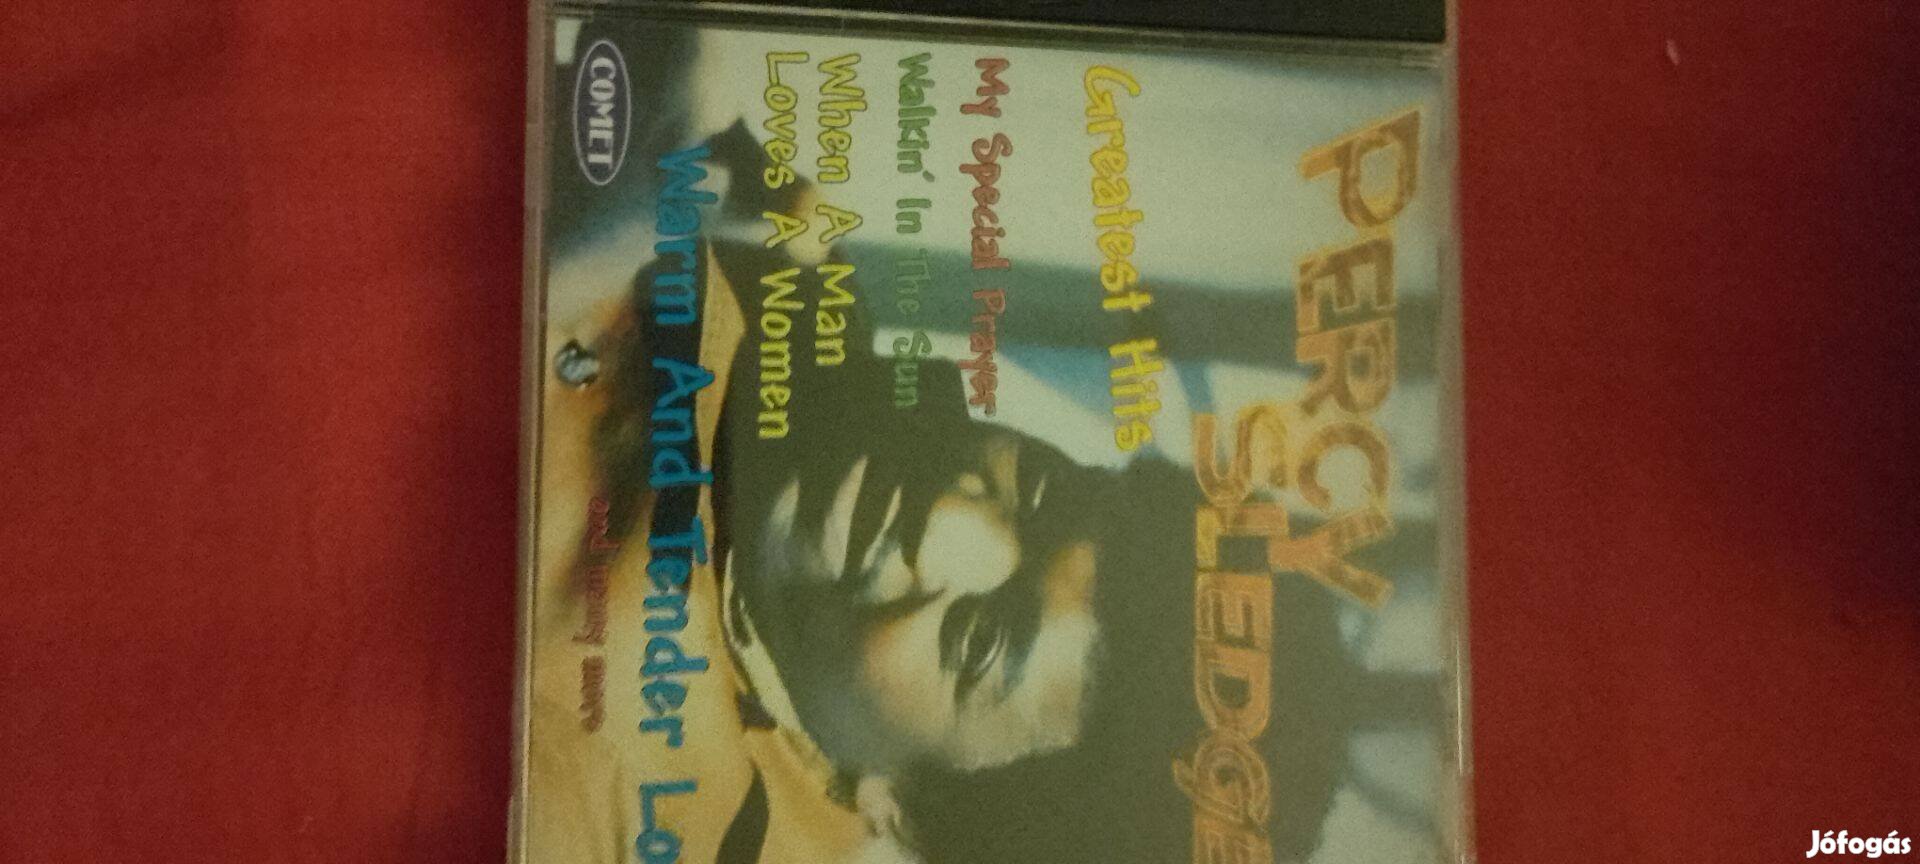 PERCY
SLEDGE
Greatest Hits
My Special Prayer
Walkin' In The Sun
When A Man
Loves A Women
Warm And Tender Lo
and many more
COMET
Jófogás